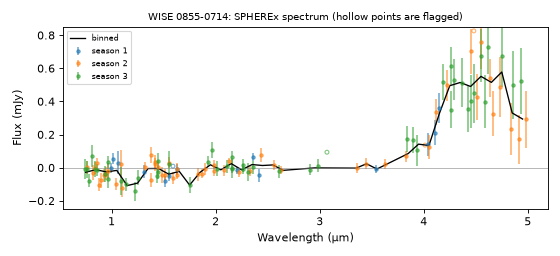 WISE 0855-0714: SPHEREx spectrum (hollow points are flagged)
binned
season 1
season 2
season 3
Flux (mJy)
0.8
0.6
0.4
0.2
0.0
−0.2
1
2
3
4
5
Wavelength (μm)